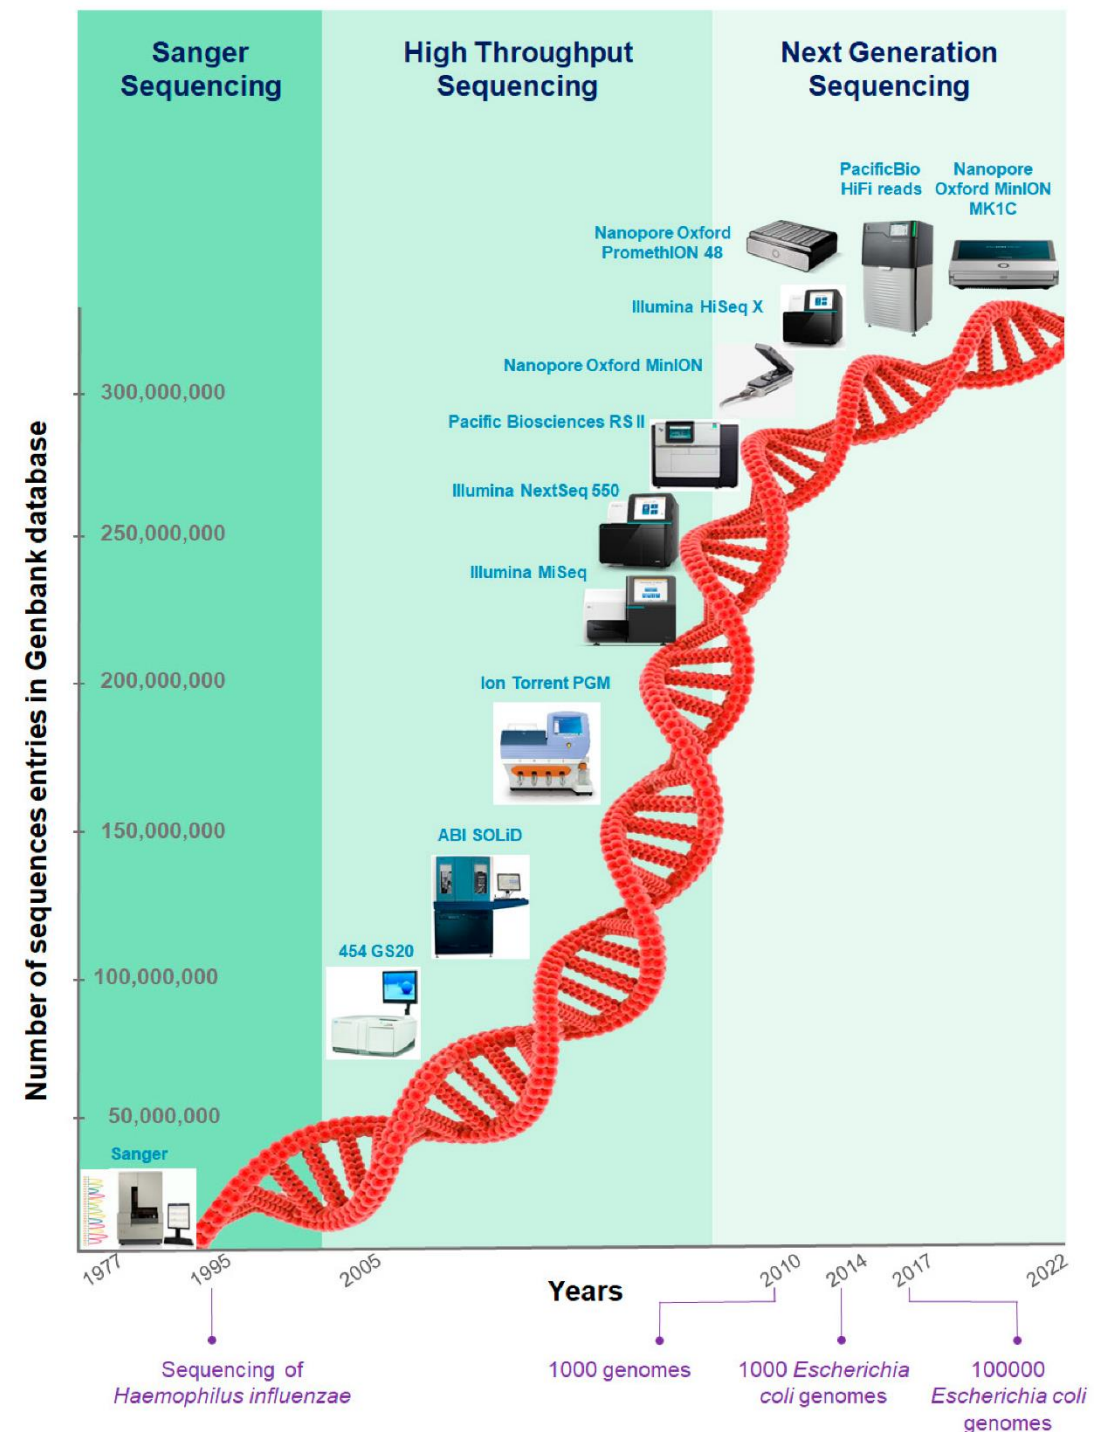 Sanger
Sequencing
High Throughput
Sequencing
Next Generation
Sequencing
PacificBio
HiFi reads
Nanopore
Oxford MinION
MK1C
Nanopore Oxford
PromethION 48
Illumina HiSeq X
Nanopore Oxford MinION
Pacific Biosciences RS II
Illumina NextSeq 550
Illumina MiSeq
Ion Torrent PGM
ABI SOLiD
454 GS20
Sanger
Number of sequences entries in Genbank database
300,000,000
250,000,000
200,000,000
150,000,000
100,000,000
50,000,000
1977
1995
2005
2010
2014
2017
2022
Years
Sequencing of
Haemophilus influenzae
1000 genomes
1000 Escherichia
coli genomes
100000
Escherichia coli
genomes